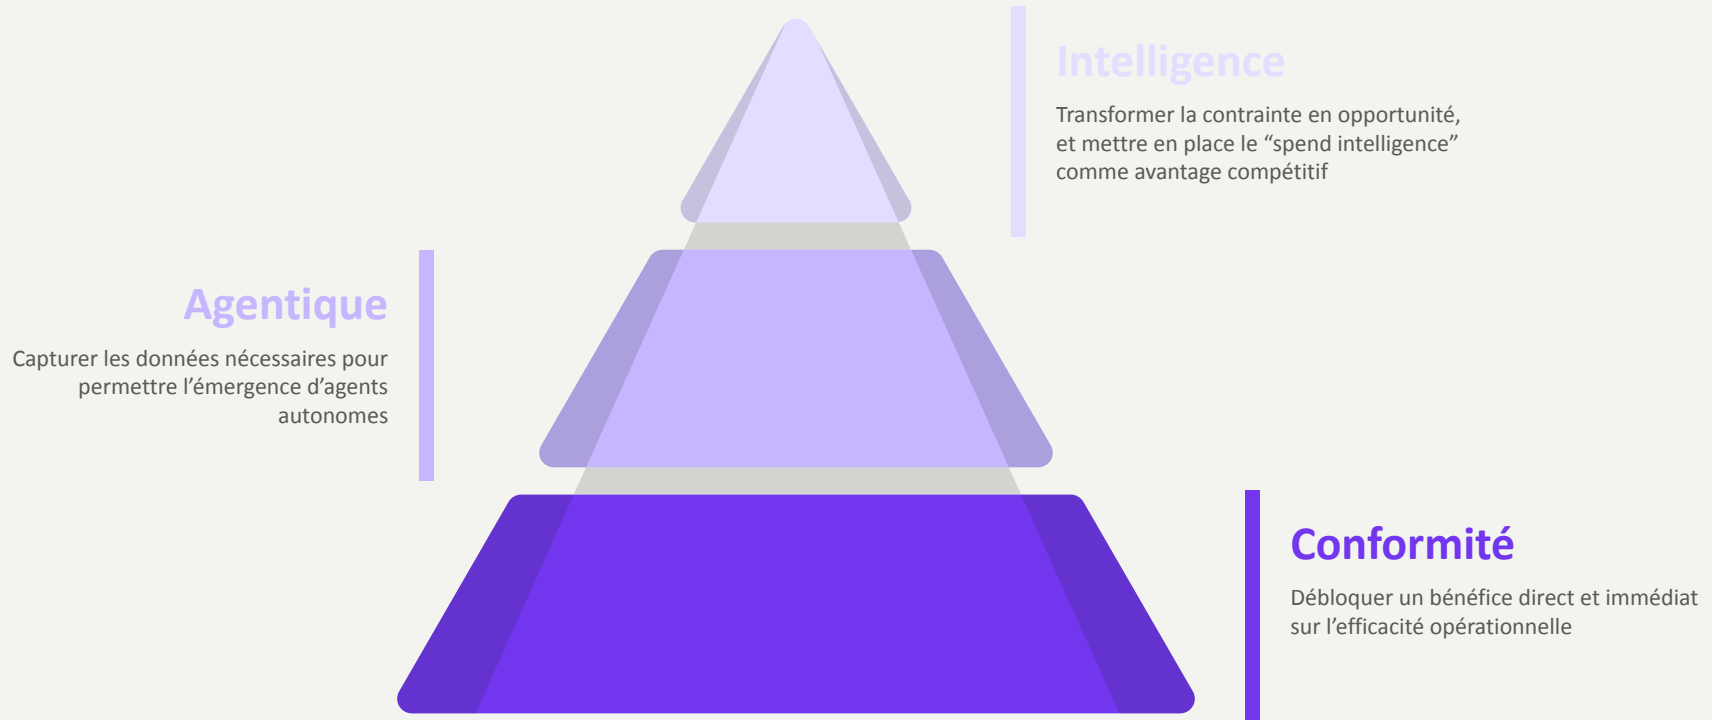 Intelligence
Transformer la contrainte en opportunité,
et mettre en place le “spend intelligence”
comme avantage compétitif
Agentique
Capturer les données nécessaires pour
permettre l’émergence d’agents
autonomes
Conformité
Débloquer un bénéfice direct et immédiat
sur l’efficacité opérationnelle